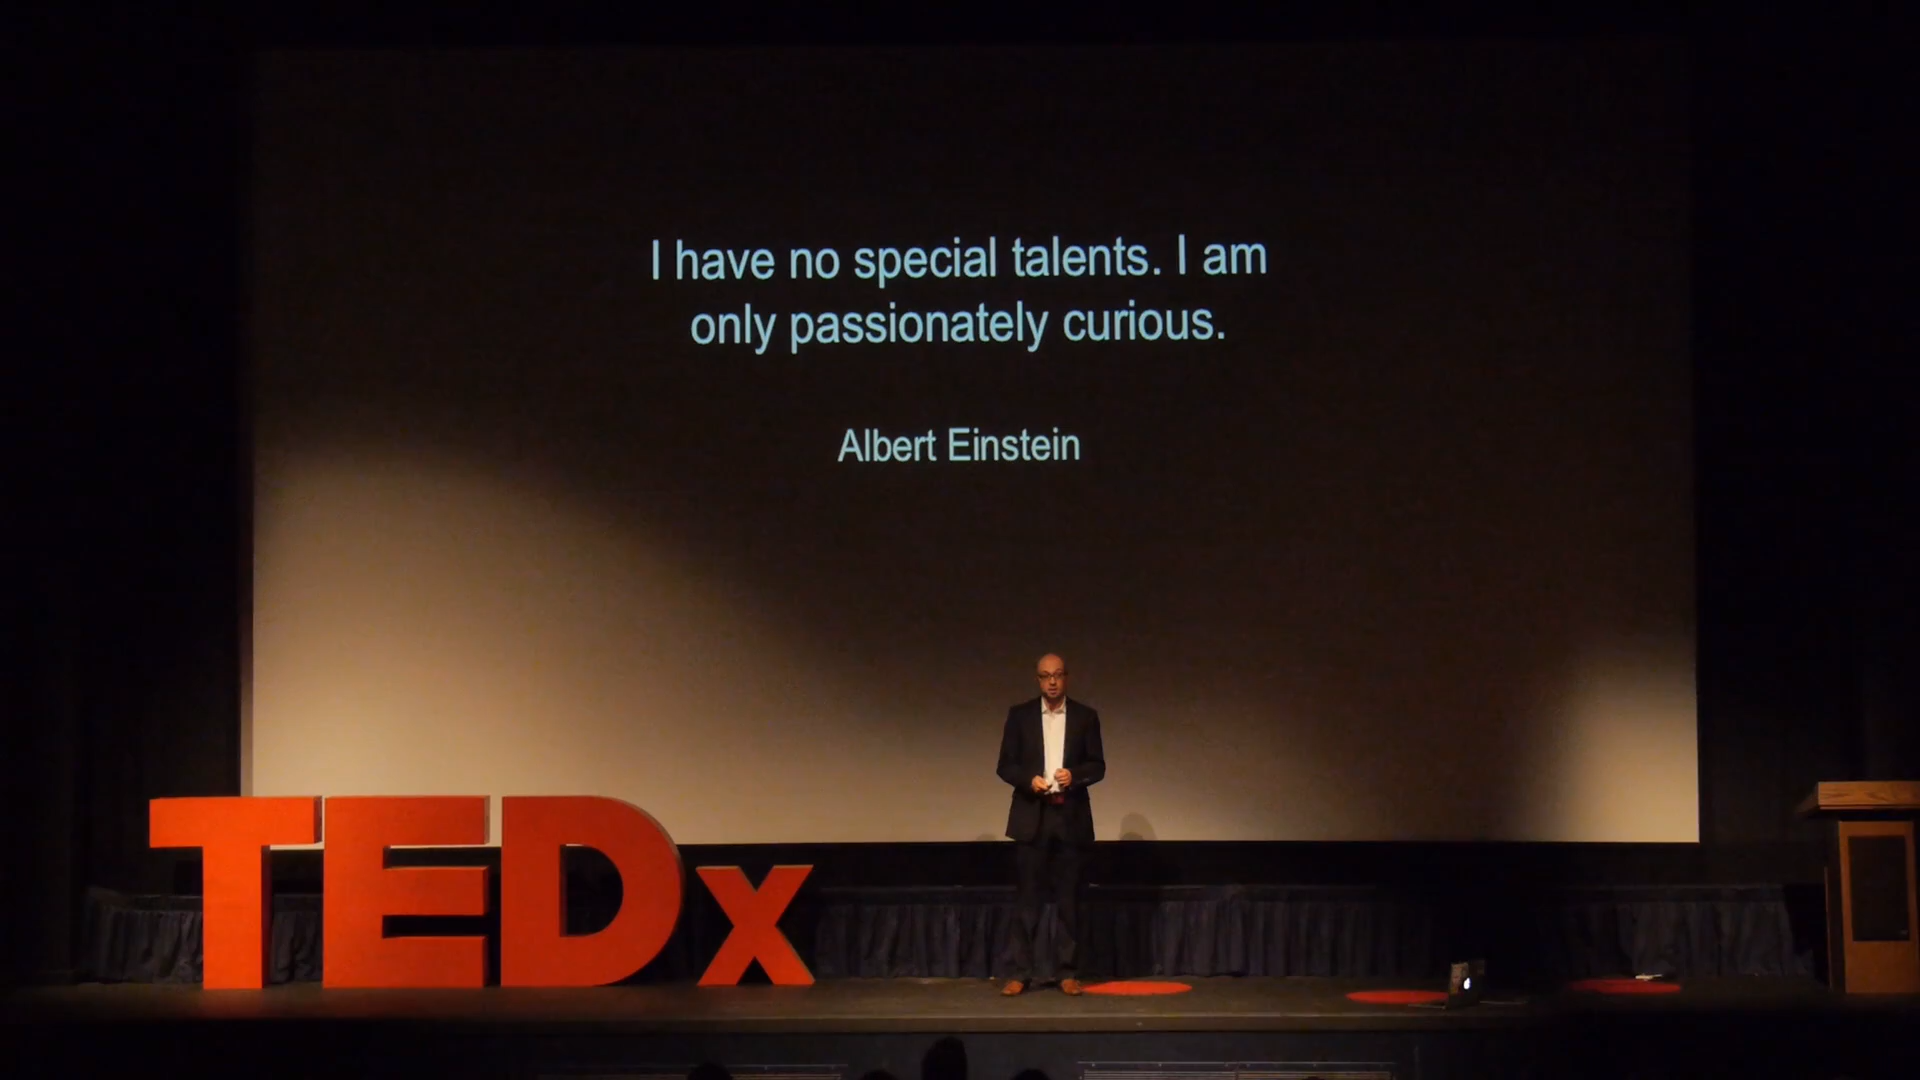 I have no special talents. I am
only passionately curious.
Albert Einstein
TEDx